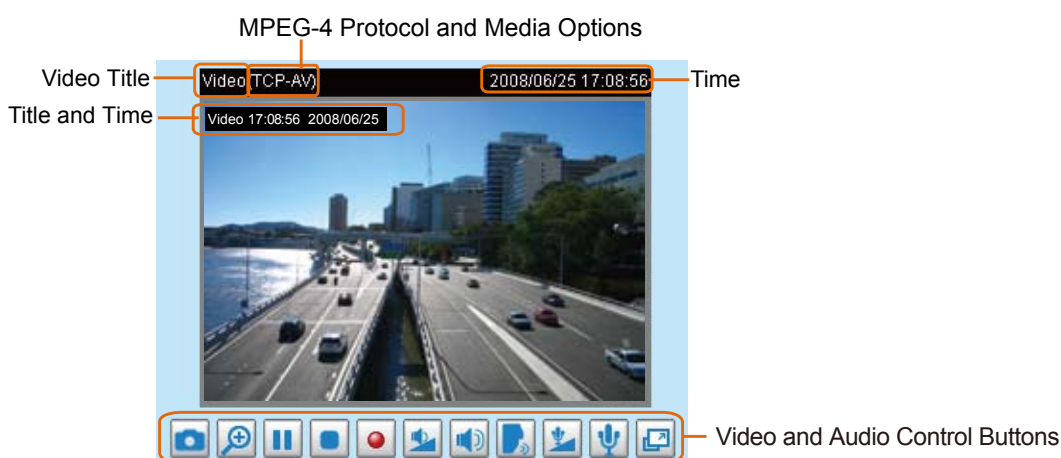 MPEG-4 Protocol and Media Options
Video Title
Video (TCP-AV)
2008/06/25 17:08:56
Time
Title and Time
Video 17:08:56 2008/06/25
Video and Audio Control Buttons